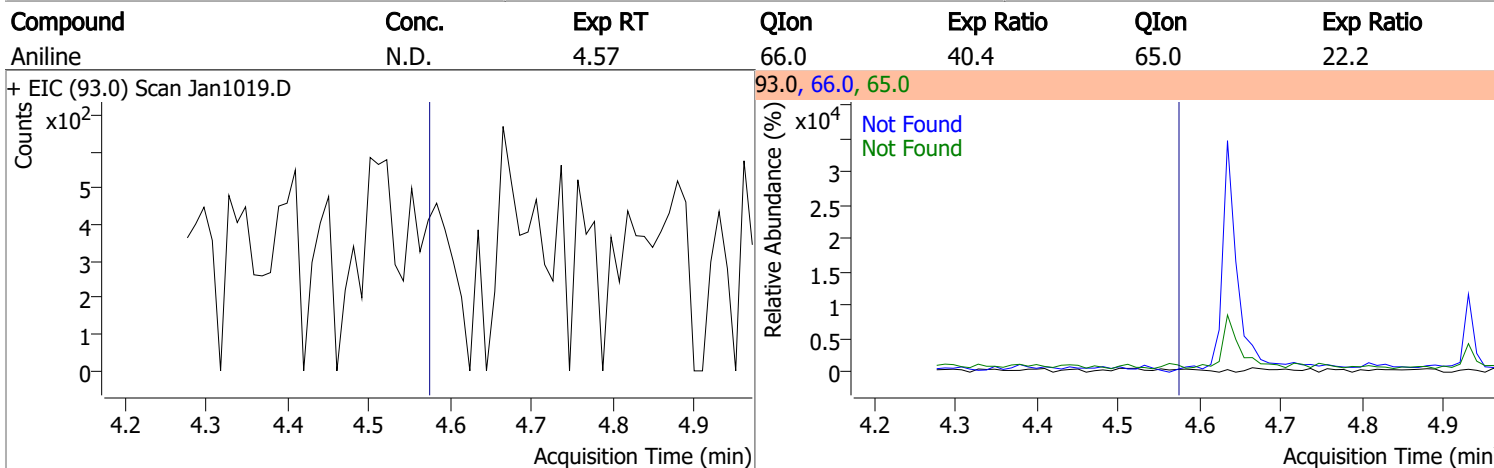 Compound Conc. Exp RT QIon Exp Ratio QIon Exp Ratio
Aniline N.D. 4.57 66.0 40.4 65.0 22.2
+ EIC (93.0) Scan Jan1019.D
Counts
x10²
5
4
3
2
1
0
4.2 4.3 4.4 4.5 4.6 4.7 4.8 4.9
Acquisition Time (min)
93.0, 66.0, 65.0
Relative Abundance (%)
x10⁴
Not Found
Not Found
3
2.5
2
1.5
1
0.5
0
4.2 4.3 4.4 4.5 4.6 4.7 4.8 4.9
Acquisition Time (min)